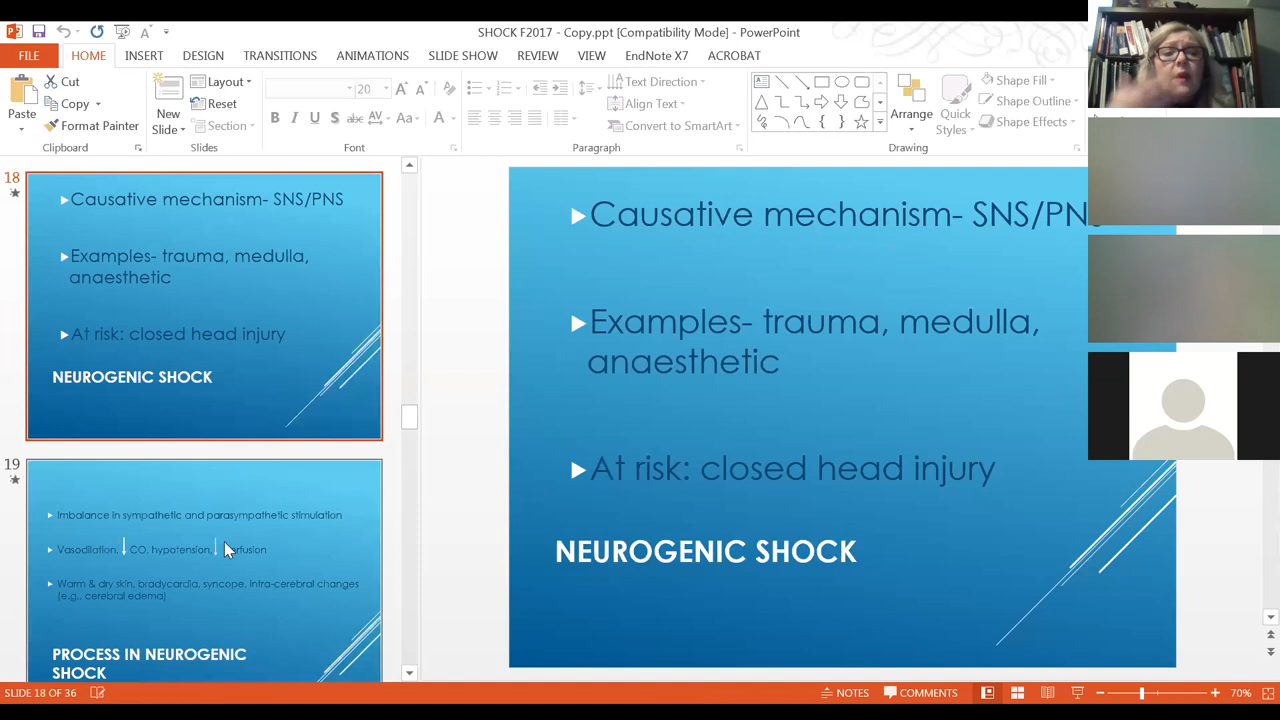 SHOCK F2017 - Copy.ppt [Compatibility Mode] - PowerPoint
FILE HOME INSERT DESIGN TRANSITIONS ANIMATIONS SLIDE SHOW REVIEW VIEW EndNote X7 ACROBAT
Paste
Cut
Copy
Format Painter
Clipboard
New
Slide
Layout
Reset
Slides
20
B I U S abc AV Aa A
Font
Text Direction
Align Text
Convert to SmartArt
Paragraph
Arrange
Quick
Styles
Shape Fill
Shape Outline
Shape Effects
Drawing
18
Causative mechanism- SNS/PNS
Examples- trauma, medulla,
anaesthetic
At risk: closed head injury
NEUROGENIC SHOCK
19
Imbalance in sympathetic and parasympathetic stimulation
Vasodilation, ↓ CO, hypotension, ↓
Warm & dry skin, bradycardia, syncope, intra-cerebral changes
(e.g., cerebral edema)
PROCESS IN NEUROGENIC
SHOCK
Causative mechanism- SNS/PN
Examples- trauma, medulla,
anaesthetic
At risk: closed head injury
NEUROGENIC SHOCK
SLIDE 18 OF 36
NOTES COMMENTS 70%